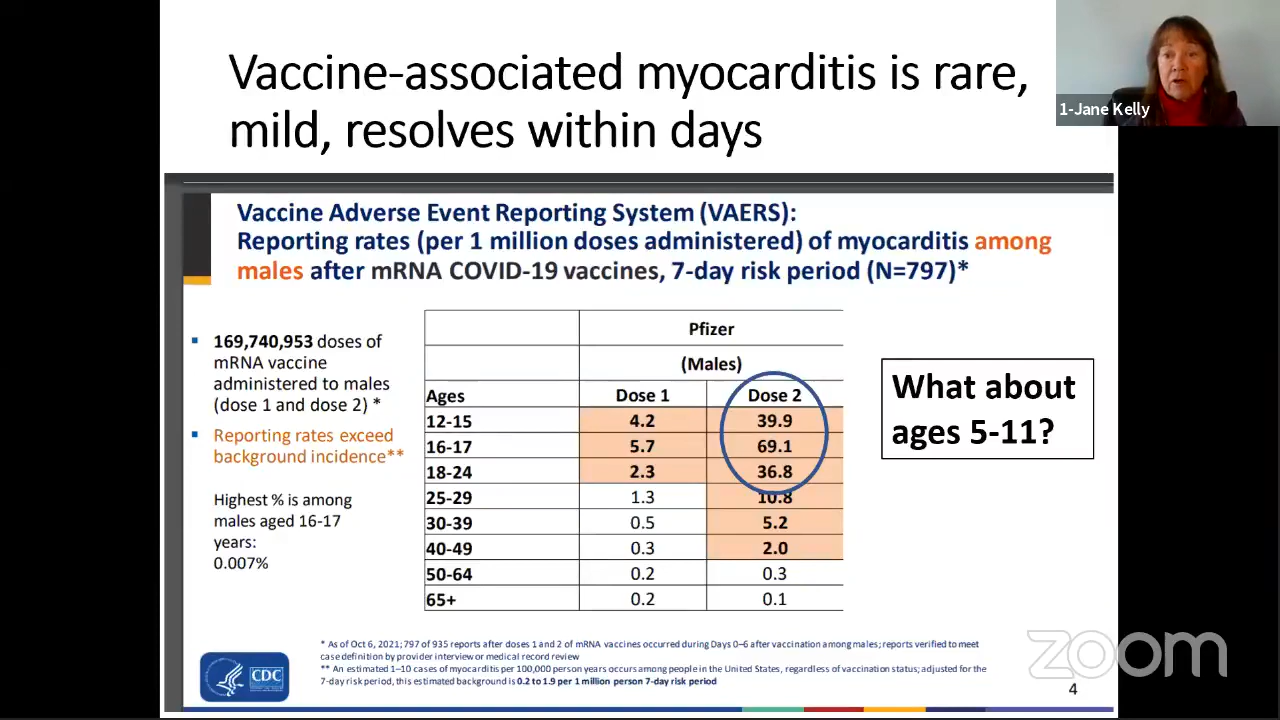 Vaccine-associated myocarditis is rare,
mild, resolves within days
1-Jane Kelly
Vaccine Adverse Event Reporting System (VAERS):
Reporting rates (per 1 million doses administered) of myocarditis among
males after mRNA COVID-19 vaccines, 7-day risk period (N=797)*
169,740,953 doses of
mRNA vaccine
administered to males
(dose 1 and dose 2) *
Reporting rates exceed
background incidence**
Highest % is among
males aged 16-17
years:
0.007%
Pfizer
(Males)
Ages Dose 1 Dose 2
12-15 4.2 39.9
16-17 5.7 69.1
18-24 2.3 36.8
25-29 1.3 10.8
30-39 0.5 5.2
40-49 0.3 2.0
50-64 0.2 0.3
65+ 0.2 0.1
What about
ages 5-11?
* As of Oct 6, 2021; 797 of 935 reports after doses 1 and 2 of mRNA vaccines occurred during Days 0–6 after vaccination among males; reports verified to meet
case definition by provider interview or medical record review
** An estimated 1–10 cases of myocarditis per 100,000 person years occurs among people in the United States, regardless of vaccination status; adjusted for the
7-day risk period, this estimated background is 0.2 to 1.9 per 1 million person 7-day risk period
CDC
zoom
4